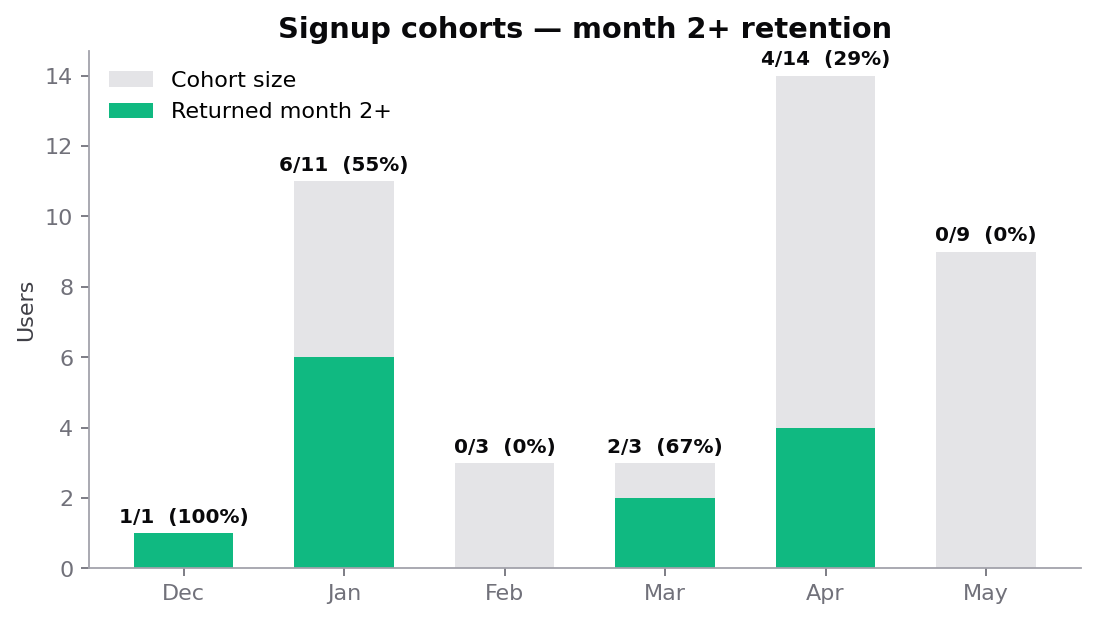 Signup cohorts — month 2+ retention
Cohort size
Returned month 2+
Users
14
12
10
8
6
4
2
0
1/1 (100%)
6/11 (55%)
0/3 (0%)
2/3 (67%)
4/14 (29%)
0/9 (0%)
Dec
Jan
Feb
Mar
Apr
May